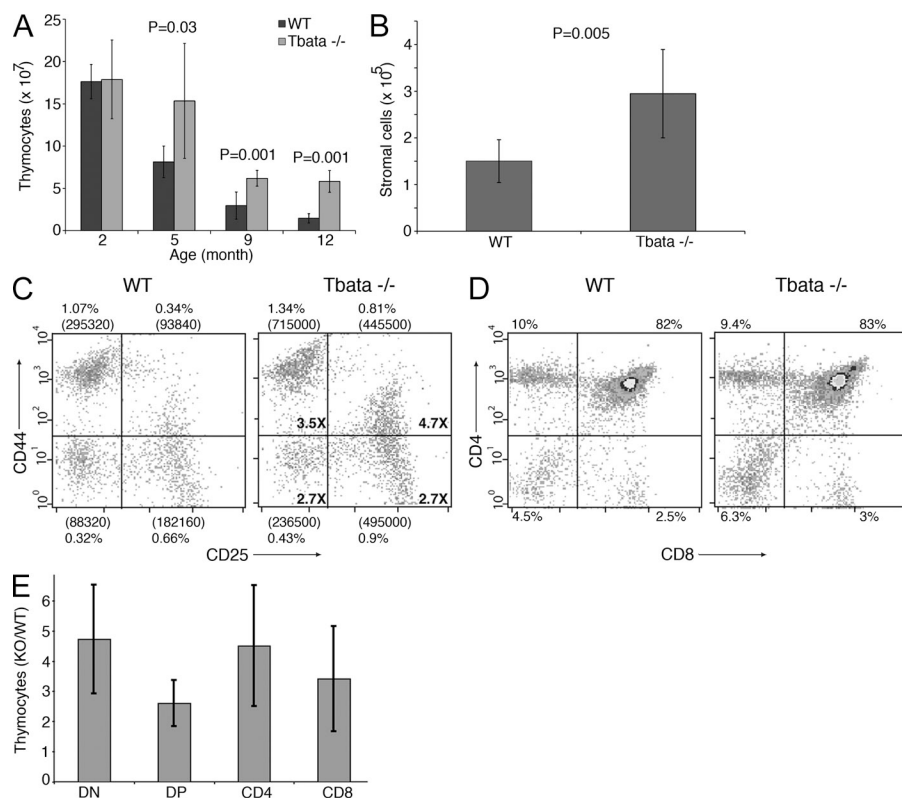 A
P=0.03
WT
Tbata -/-
P=0.001
P=0.001
Thymocytes (x 10⁷)
25
20
15
10
5
0
2
5
9
12
Age (month)
B
P=0.005
Stromal cells (x 10⁵)
4
3
2
1
0
WT
Tbata -/-
C
WT
Tbata -/-
1.07%
(295320)
0.34%
(93840)
1.34%
(715000)
0.81%
(445500)
10⁴
10³
10²
10¹
10⁰
CD44
3.5X
4.7X
2.7X
2.7X
(88320)
0.32%
(182160)
0.66%
(236500)
0.43%
(495000)
0.9%
CD25
D
WT
Tbata -/-
10%
82%
9.4%
83%
10⁴
10³
10²
10¹
10⁰
CD4
4.5%
2.5%
6.3%
3%
CD8
E
Thymocytes (KO/WT)
6
5
4
3
2
1
0
DN
DP
CD4
CD8